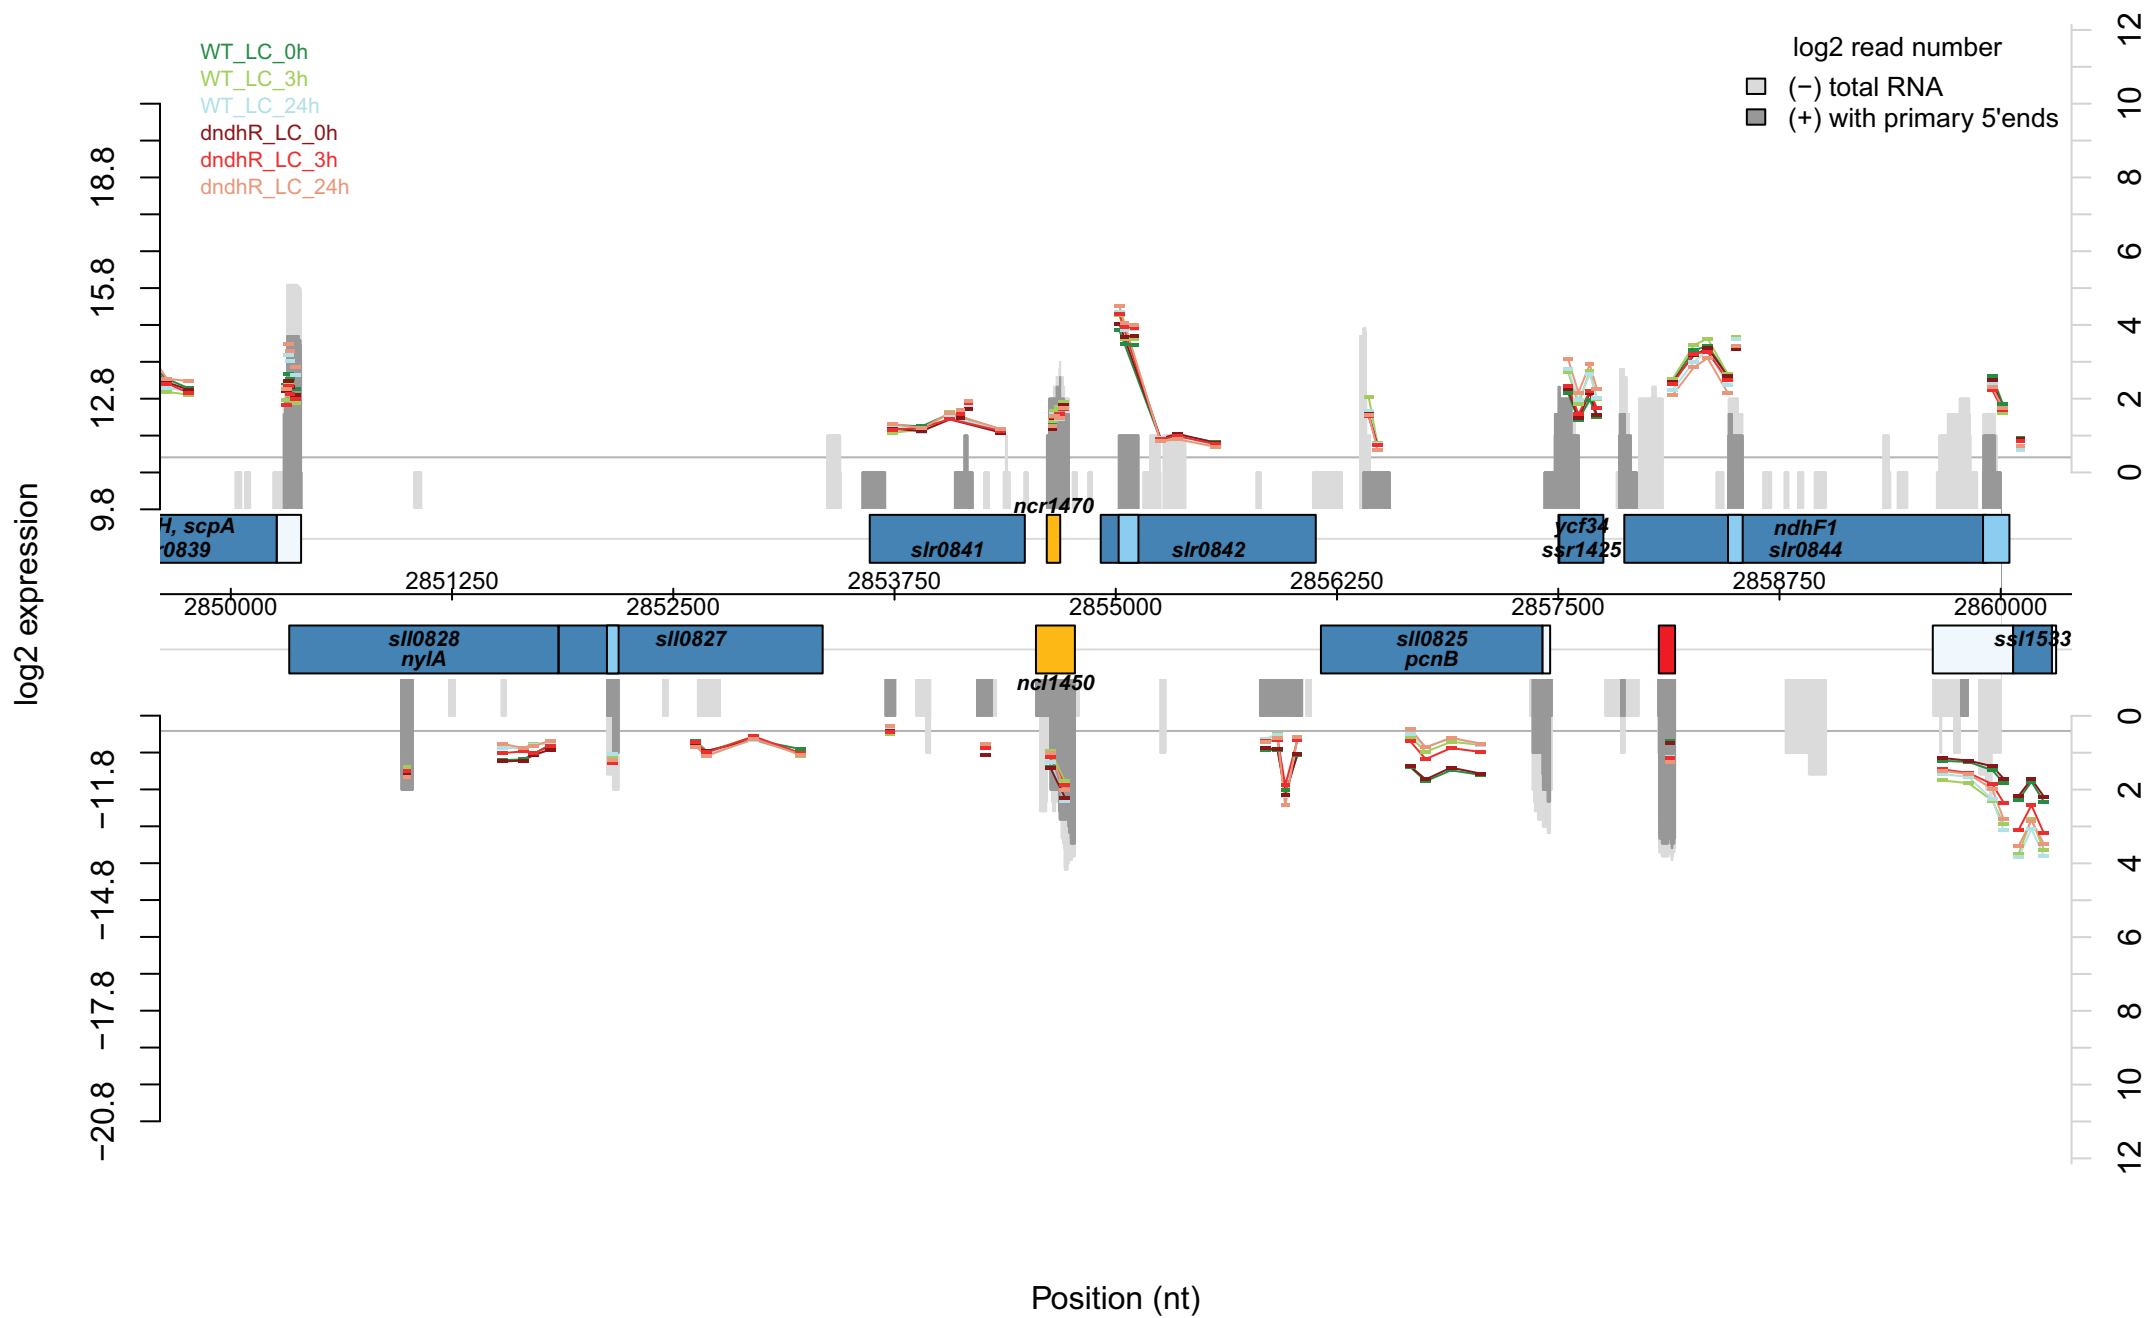 WT_LC_0h
WT_LC_3h
WT_LC_24h
dndhR_LC_0h
dndhR_LC_3h
dndhR_LC_24h
log2 read number
(−) total RNA
(+) with primary 5'ends
log2 expression
18.8
15.8
12.8
9.8
12
10
8
6
4
2
0
ncr1470
H, scpA
r0839
slr0841
slr0842
ycf34
ssr1425
ndhF1
slr0844
2851250
2853750
2856250
2858750
2850000
2852500
2855000
2857500
2860000
sll0828
nylA
sll0827
ncl1450
sll0825
pcnB
ssl1533
−11.8
−14.8
−17.8
−20.8
0
2
4
6
8
10
12
Position (nt)